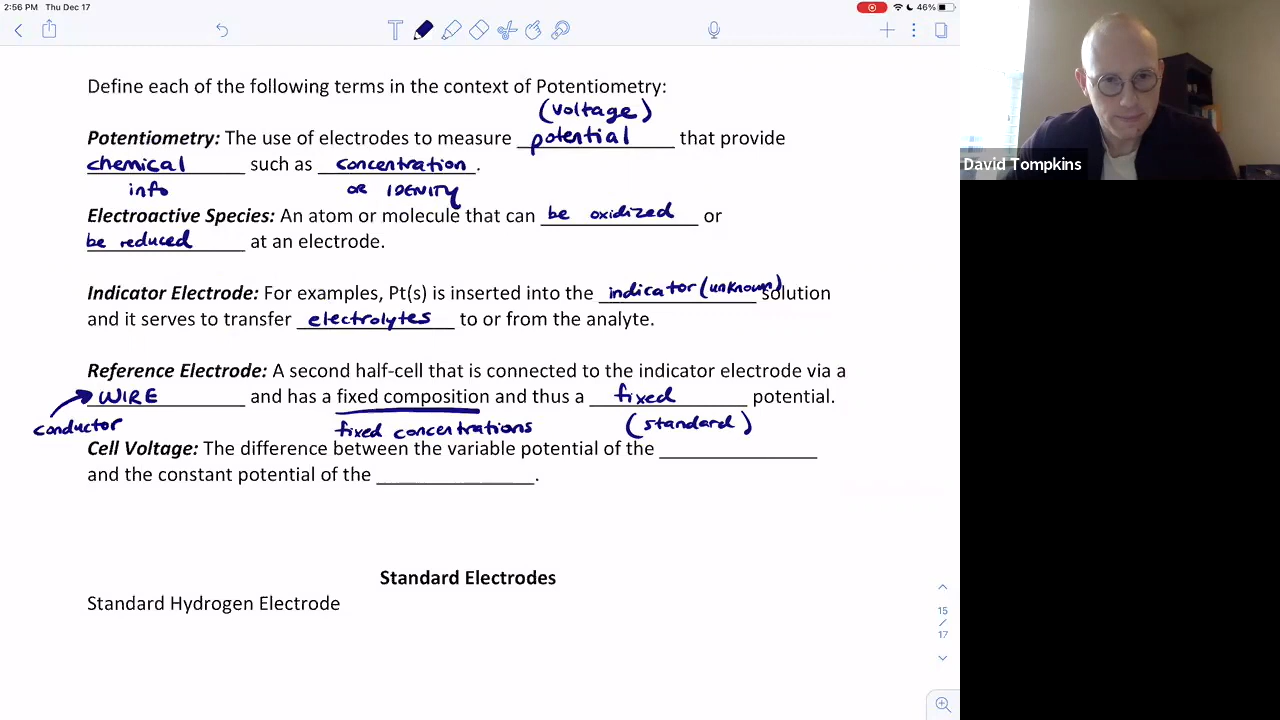 2:56 PM Thu Dec 17
46%
Define each of the following terms in the context of Potentiometry:
(voltage)
Potentiometry: The use of electrodes to measure potential that provide
chemical such as concentration.
info OR IDENITY
Electroactive Species: An atom or molecule that can be oxidized or
be reduced at an electrode.
Indicator Electrode: For examples, Pt(s) is inserted into the indicator (unknown) solution
and it serves to transfer electrolytes to or from the analyte.
Reference Electrode: A second half-cell that is connected to the indicator electrode via a
WIRE and has a fixed composition and thus a fixed potential.
conductor fixed concentrations (standard)
Cell Voltage: The difference between the variable potential of the ______________
and the constant potential of the ______________.
Standard Electrodes
Standard Hydrogen Electrode
15
/
17
David Tompkins